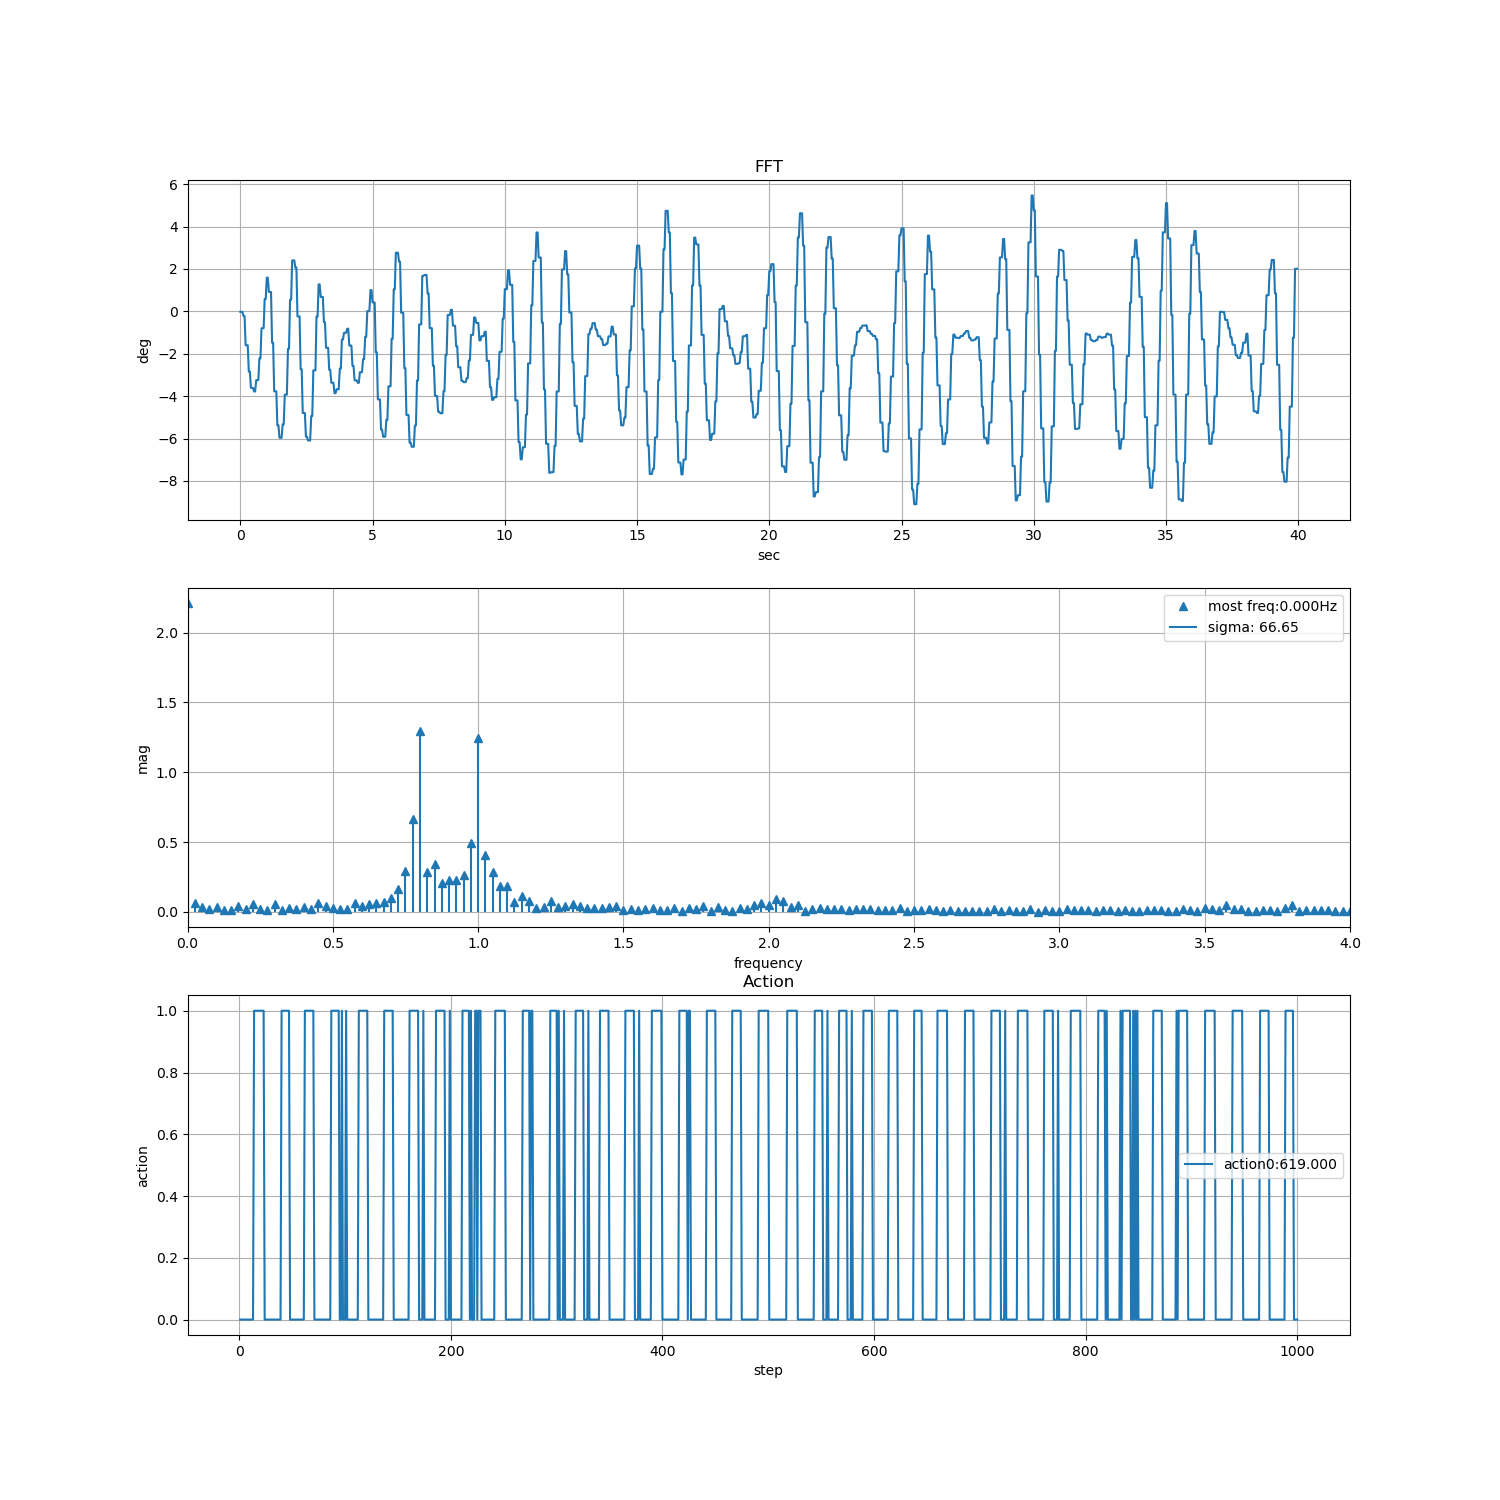 FFT
6
4
2
0
−2
−4
−6
−8
deg
0 5 10 15 20 25 30 35 40
sec
2.0
1.5
1.0
0.5
0.0
mag
most freq:0.000Hz
sigma: 66.65
0.0 0.5 1.0 1.5 2.0 2.5 3.0 3.5 4.0
frequency
Action
1.0
0.8
0.6
0.4
0.2
0.0
action
action0:619.000
0 200 400 600 800 1000
step